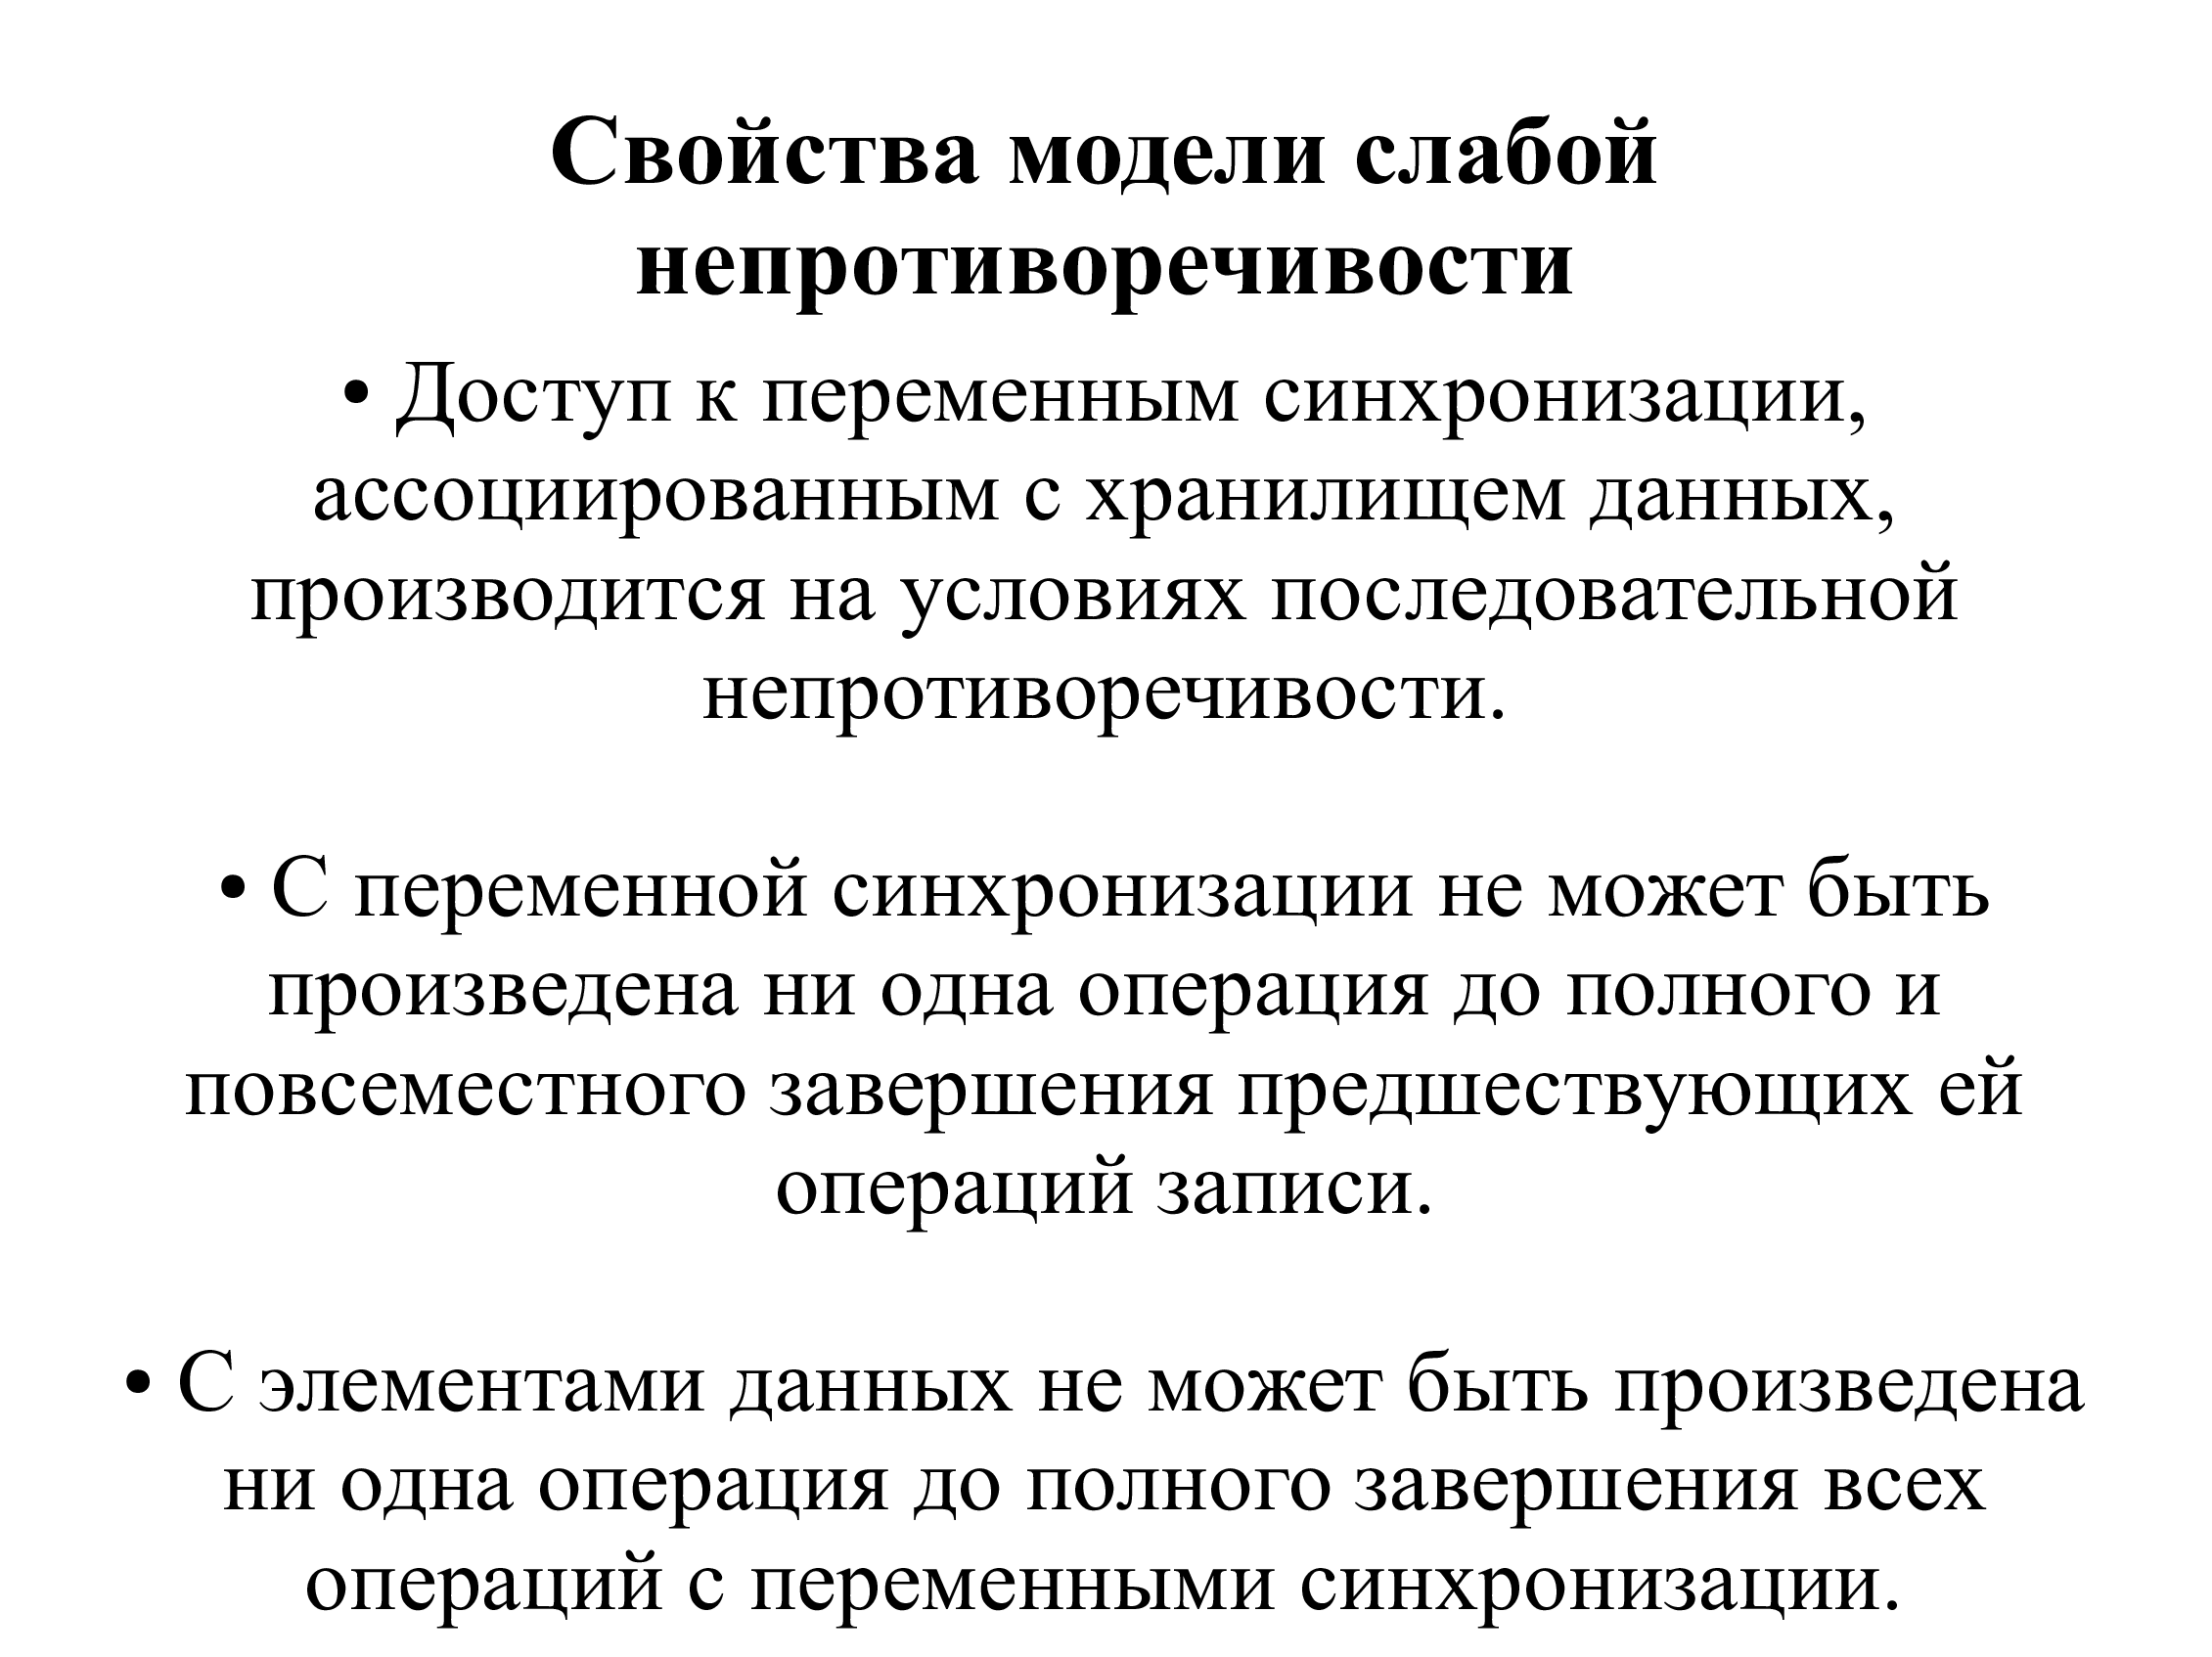 Свойства модели слабой
непротиворечивости
• Доступ к переменным синхронизации,
ассоциированным с хранилищем данных,
производится на условиях последовательной
непротиворечивости.
• С переменной синхронизации не может быть
произведена ни одна операция до полного и
повсеместного завершения предшествующих ей
операций записи.
• С элементами данных не может быть произведена
ни одна операция до полного завершения всех
операций с переменными синхронизации.